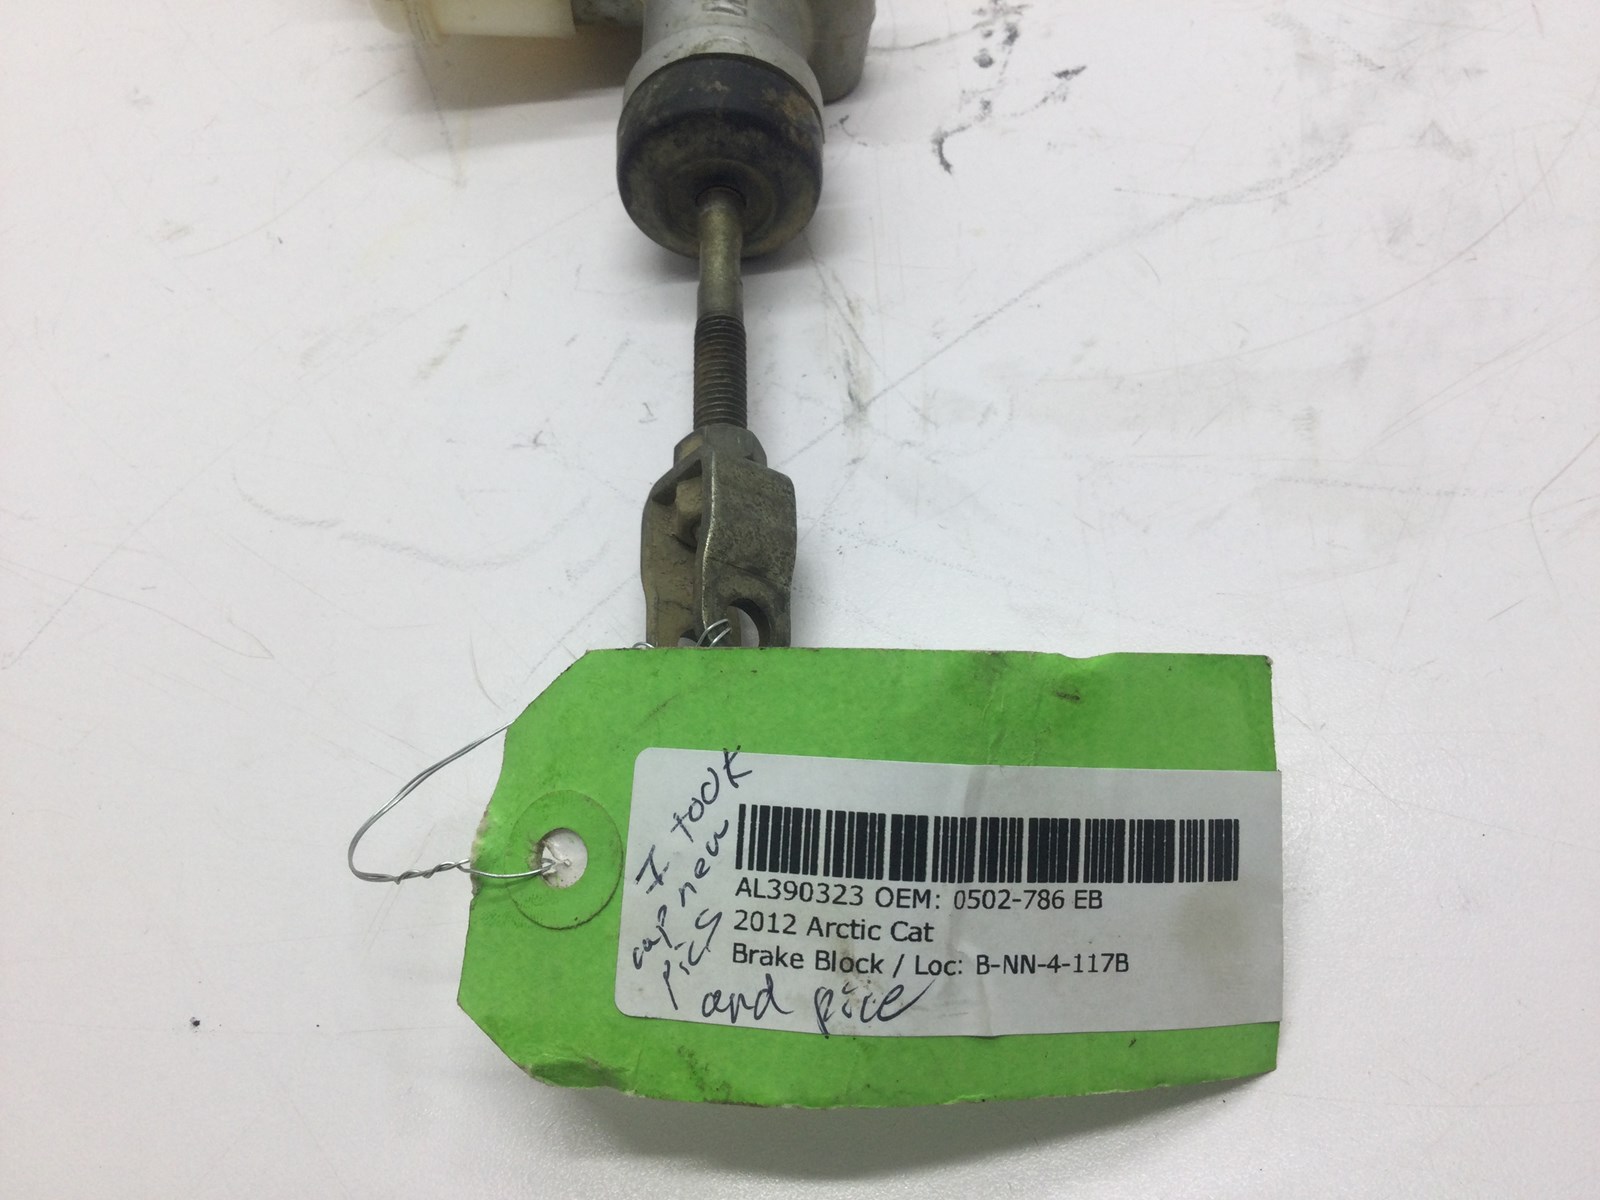 I took
cap new
pics
and price
AL390323 OEM: 0502-786 EB
2012 Arctic Cat
Brake Block / Loc: B-NN-4-117B